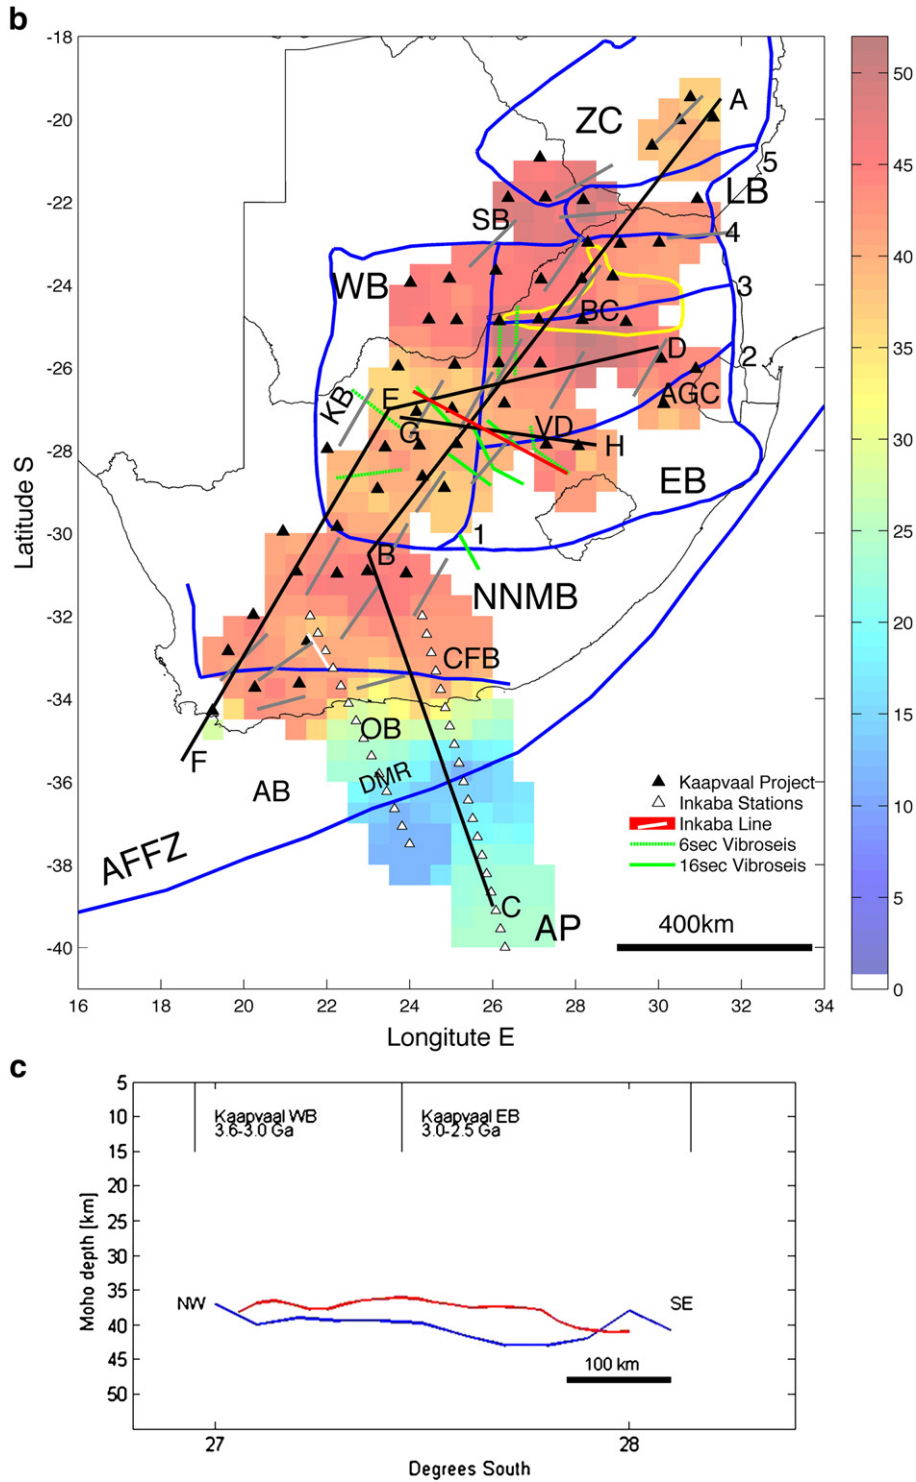 b
-18
-20
-22
-24
-26
-28
-30
-32
-34
-36
-38
-40
Latitude S
16
18
20
22
24
26
28
30
32
34
Longitute E
50
45
40
35
30
25
20
15
10
5
0
ZC
A
5
LB
SB
4
WB
3
BC
D
2
AGC
KB
E
G
VD
H
EB
1
B
NNMB
CFB
F
OB
DMR
AB
AFFZ
C
AP
Kaapvaal Project
Inkaba Stations
Inkaba Line
6sec Vibroseis
16sec Vibroseis
400km
c
5
10
15
20
25
30
35
40
45
50
Moho depth [km]
Kaapvaal WB
3.6-3.0 Ga
Kaapvaal EB
3.0-2.5 Ga
NW
SE
100 km
27
28
Degrees South